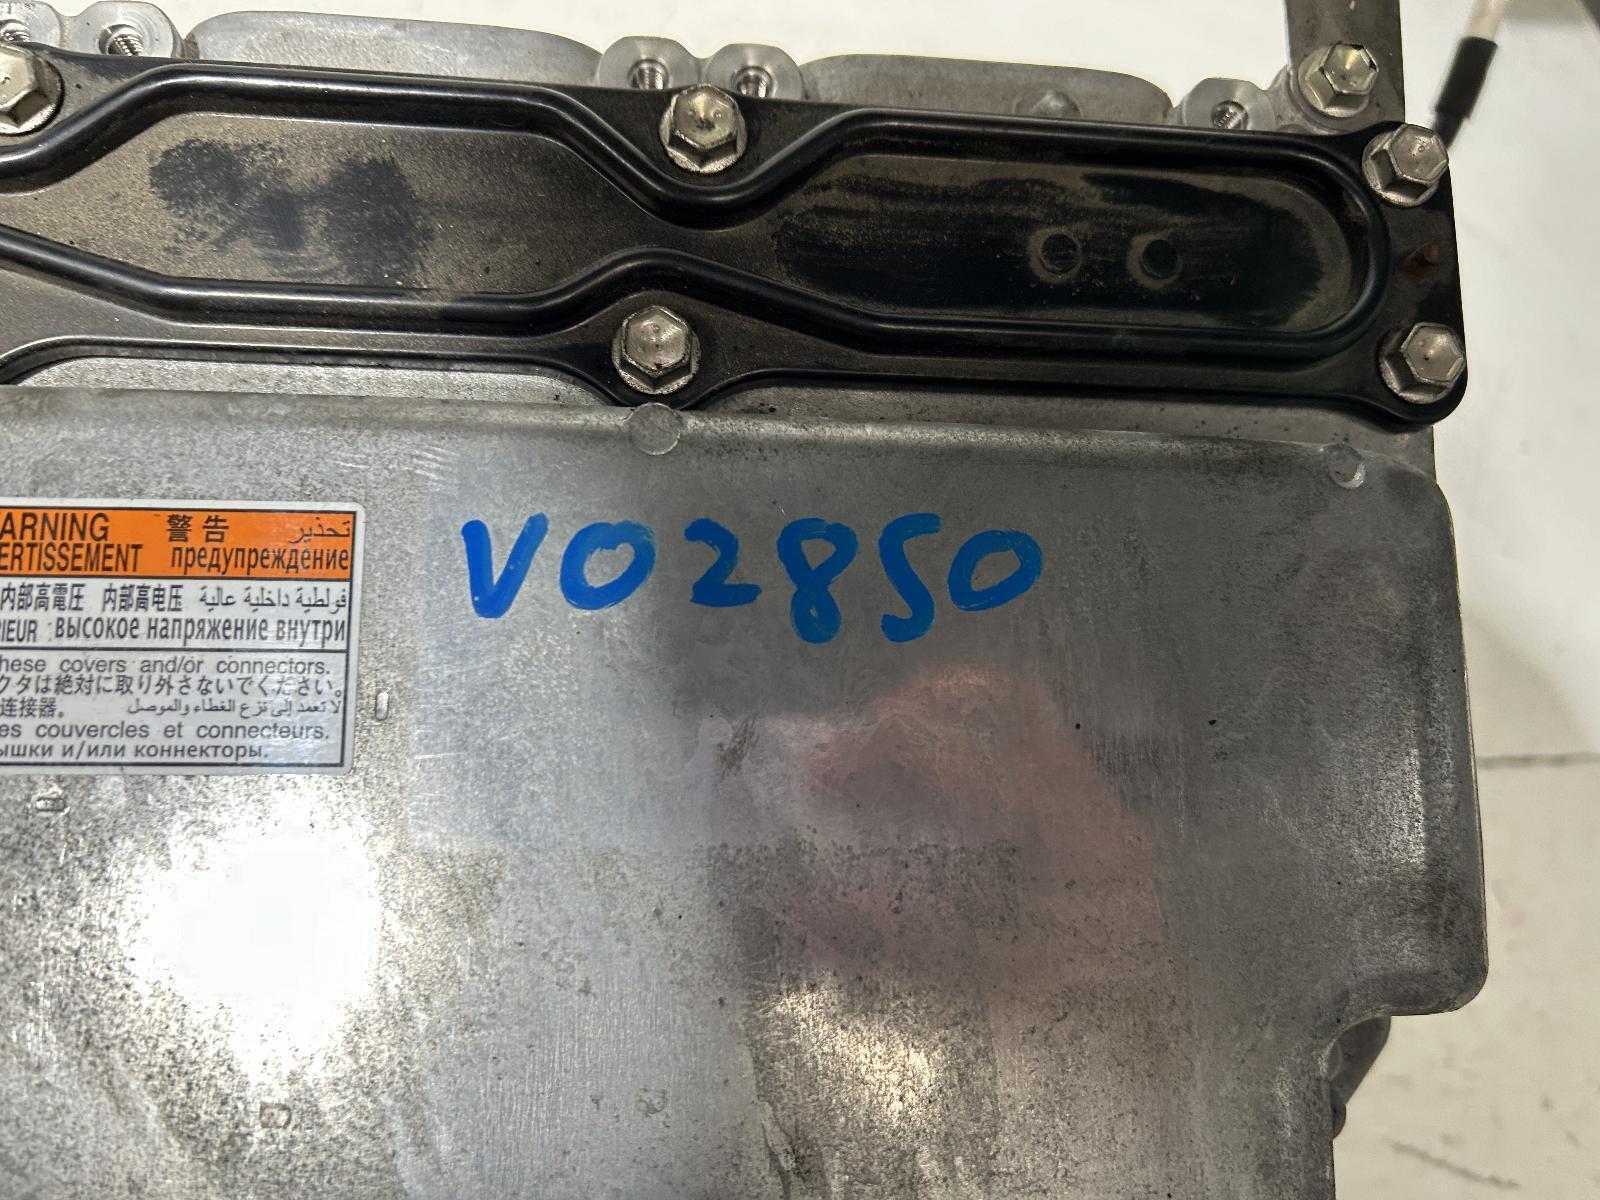 V02850
ARNING 警告 تحذير
ERTISSEMENT предупреждение
内部高電圧 内部高电压 فولطية داخلية عالية
RIEUR : высокое напряжение внутри
hese covers and/or connectors.
クタは絶対に取り外さないでください。
连接器。 لا تعمد إلى نزع الغطاء والموصل
es couvercles et connecteurs.
ышки и/или коннекторы.